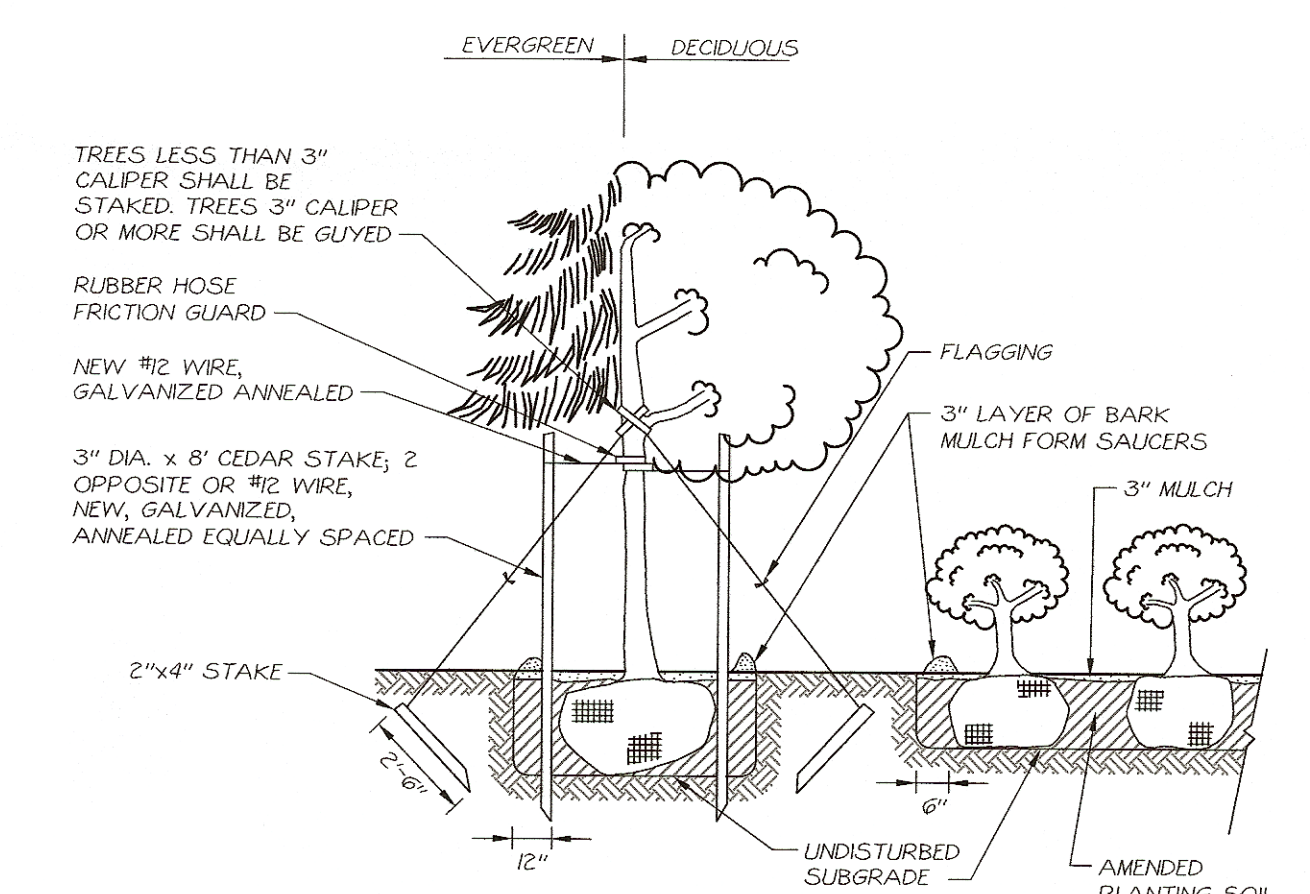 EVERGREEN
DECIDUOUS
TREES LESS THAN 3"
CALIPER SHALL BE
STAKED. TREES 3" CALIPER
OR MORE SHALL BE GUYED
RUBBER HOSE
FRICTION GUARD
NEW #12 WIRE,
GALVANIZED ANNEALED
3" DIA. x 8' CEDAR STAKE; 2
OPPOSITE OR #12 WIRE,
NEW, GALVANIZED,
ANNEALED EQUALLY SPACED
FLAGGING
3" LAYER OF BARK
MULCH FORM SAUCERS
3" MULCH
2"x4" STAKE
2'-6"
12"
6"
UNDISTURBED
SUBGRADE
AMENDED
PLANTING SOIL